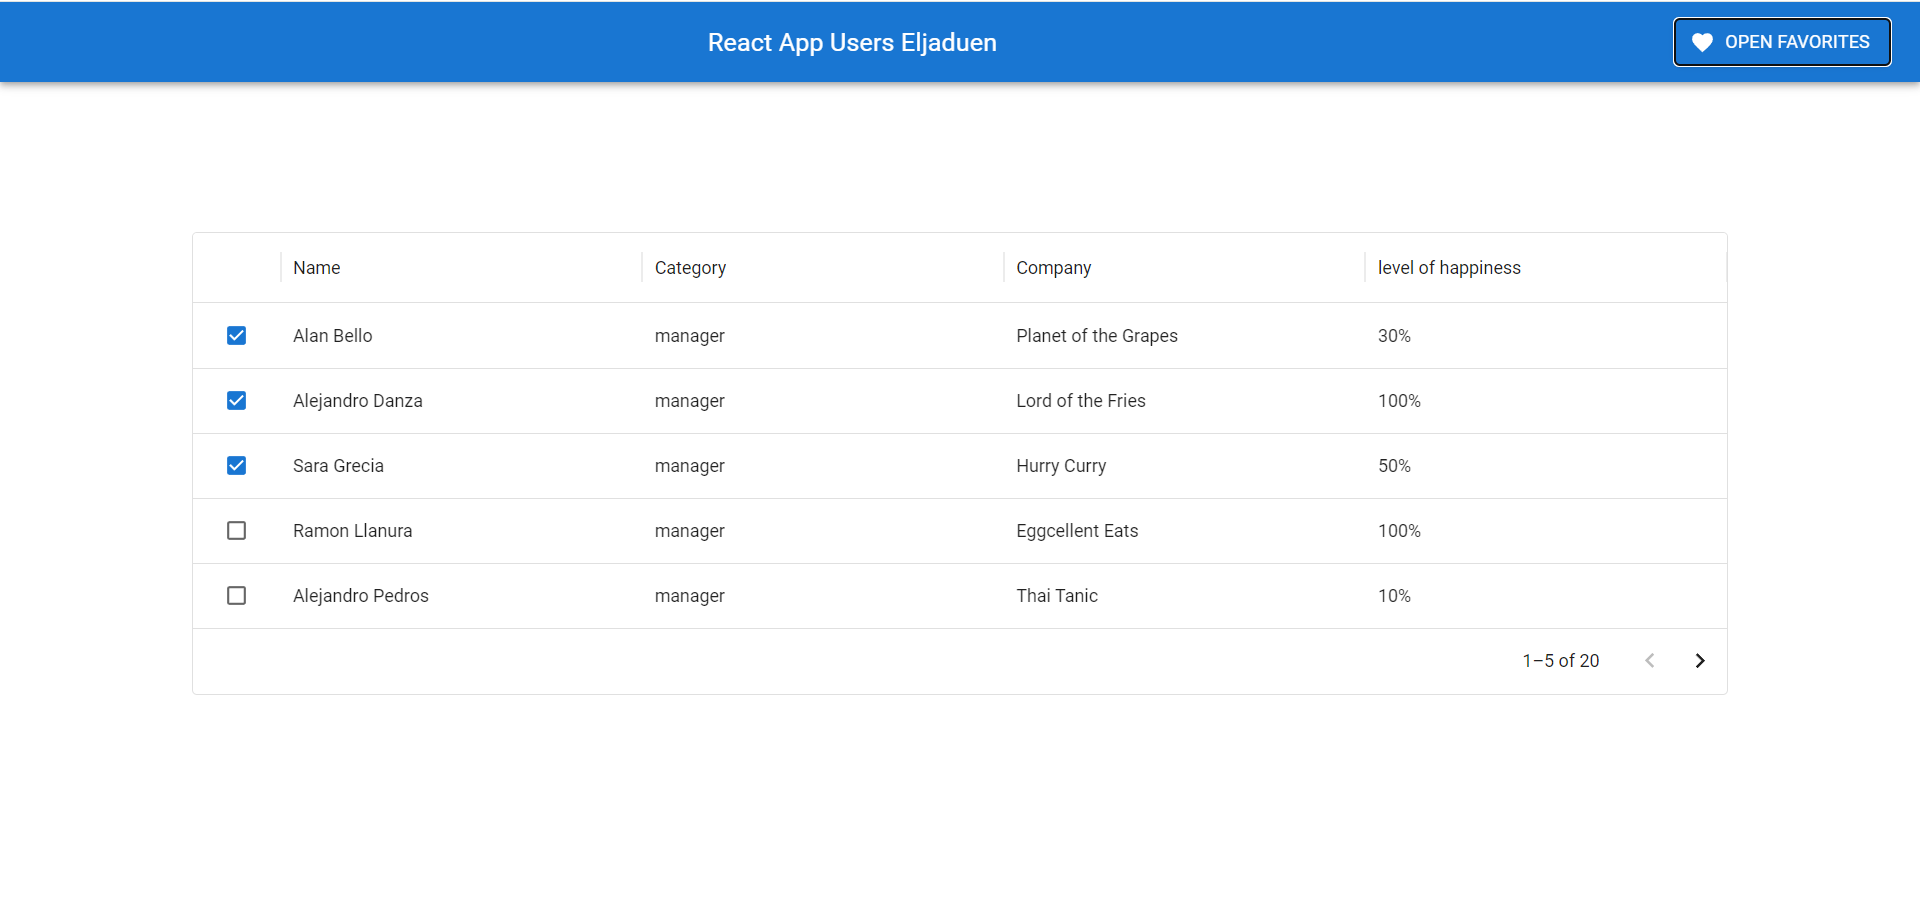 React App Users Eljaduen
OPEN FAVORITES
Name Category Company level of happiness
Alan Bello manager Planet of the Grapes 30%
Alejandro Danza manager Lord of the Fries 100%
Sara Grecia manager Hurry Curry 50%
Ramon Llanura manager Eggcellent Eats 100%
Alejandro Pedros manager Thai Tanic 10%
1–5 of 20